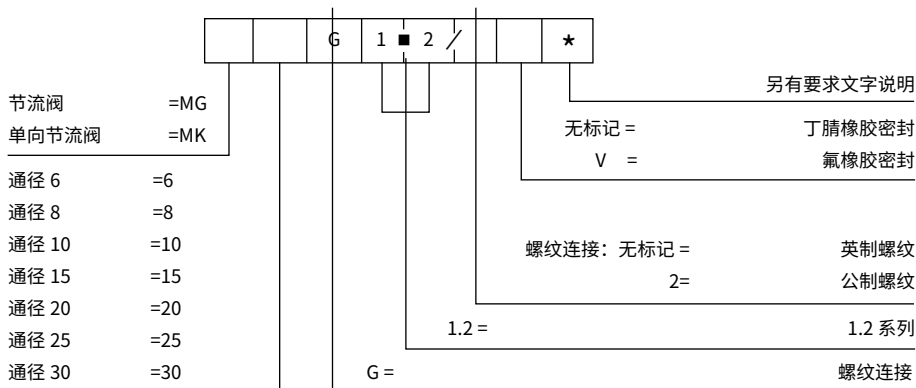 G 1 ■ 2 / *
另有要求文字说明
节流阀 =MG
单向节流阀 =MK
无标记 = 丁腈橡胶密封
V = 氟橡胶密封
通径 6 =6
通径 8 =8
通径 10 =10
通径 15 =15
通径 20 =20
通径 25 =25
通径 30 =30
螺纹连接：无标记 = 英制螺纹
2= 公制螺纹
1.2 = 1.2 系列
G = 螺纹连接